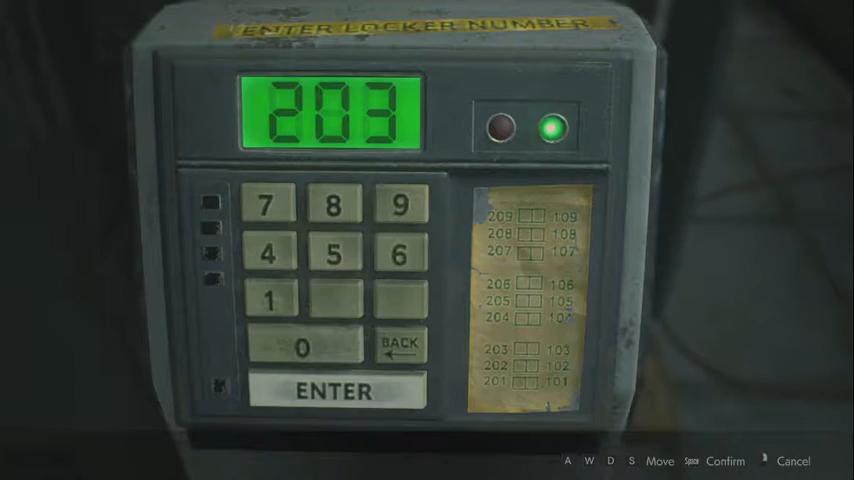 ENTER LOCKER NUMBER
203
7 8 9
4 5 6
1
0 BACK
ENTER
209 109
208 108
207 107
206 106
205 105
204 104
203 103
202 102
201 101
A W D S Move Space Confirm Cancel